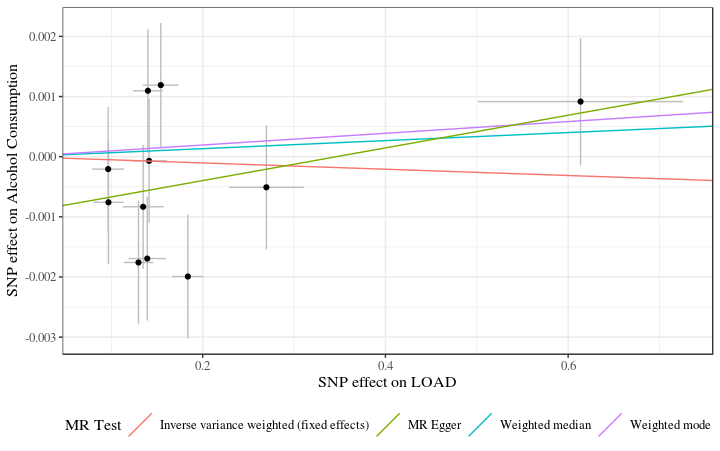 SNP effect on Alcohol Consumption
0.002
0.001
0.000
-0.001
-0.002
-0.003
0.2 0.4 0.6
SNP effect on LOAD
MR Test Inverse variance weighted (fixed effects) MR Egger Weighted median Weighted mode